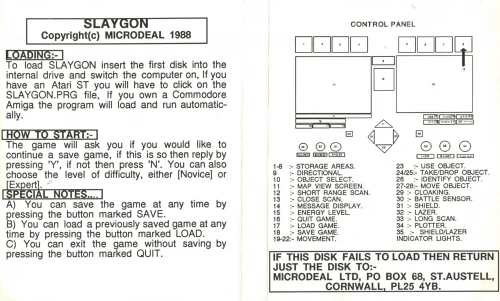 SLAYGON
Copyright(c) MICRODEAL 1988
LOADING:-
To load SLAYGON insert the first disk into the
internal drive and switch the computer on, If you
have an Atari ST you will have to click on the
SLAYGON.PRG file, If you own a Commodore
Amiga the program will load and run automatic-
ally.
HOW TO START:-
The game will ask you if you would like to
continue a save game, if this is so then reply by
pressing 'Y', if not then press 'N'. You can also
choose the level of difficulty, either [Novice] or
[Expert].
SPECIAL NOTES....
A) You can save the game at any time by
pressing the button marked SAVE.
B) You can load a previously saved game at any
time by pressing the button marked LOAD.
C) You can exit the game without saving by
pressing the button marked QUIT.
CONTROL PANEL
1-8 :- STORAGE AREAS.
9 :- DIRECTIONAL.
10 :- OBJECT SELECT.
11 :- MAP VIEW SCREEN.
12 :- SHORT RANGE SCAN.
13 :- CLOSE SCAN.
14 :- MESSAGE DISPLAY.
15 :- ENERGY LEVEL.
16 :- QUIT GAME.
17 :- LOAD GAME.
18 :- SAVE GAME.
19-22:- MOVEMENT.
23 :- USE OBJECT.
24/25:- TAKE/DROP OBJECT.
26 :- IDENTIFY OBJECT.
27-28:- MOVE OBJECT.
29 :- CLOAKING.
30 :- BATTLE SENSOR.
31 :- SHIELD.
32 :- LAZER.
33 :- LONG SCAN.
34 :- PLOTTER.
35 :- SHIELD/LAZER
INDICATOR LIGHTS.
IF THIS DISK FAILS TO LOAD THEN RETURN
JUST THE DISK TO:-
MICRODEAL LTD, PO BOX 68, ST.AUSTELL,
CORNWALL, PL25 4YB.